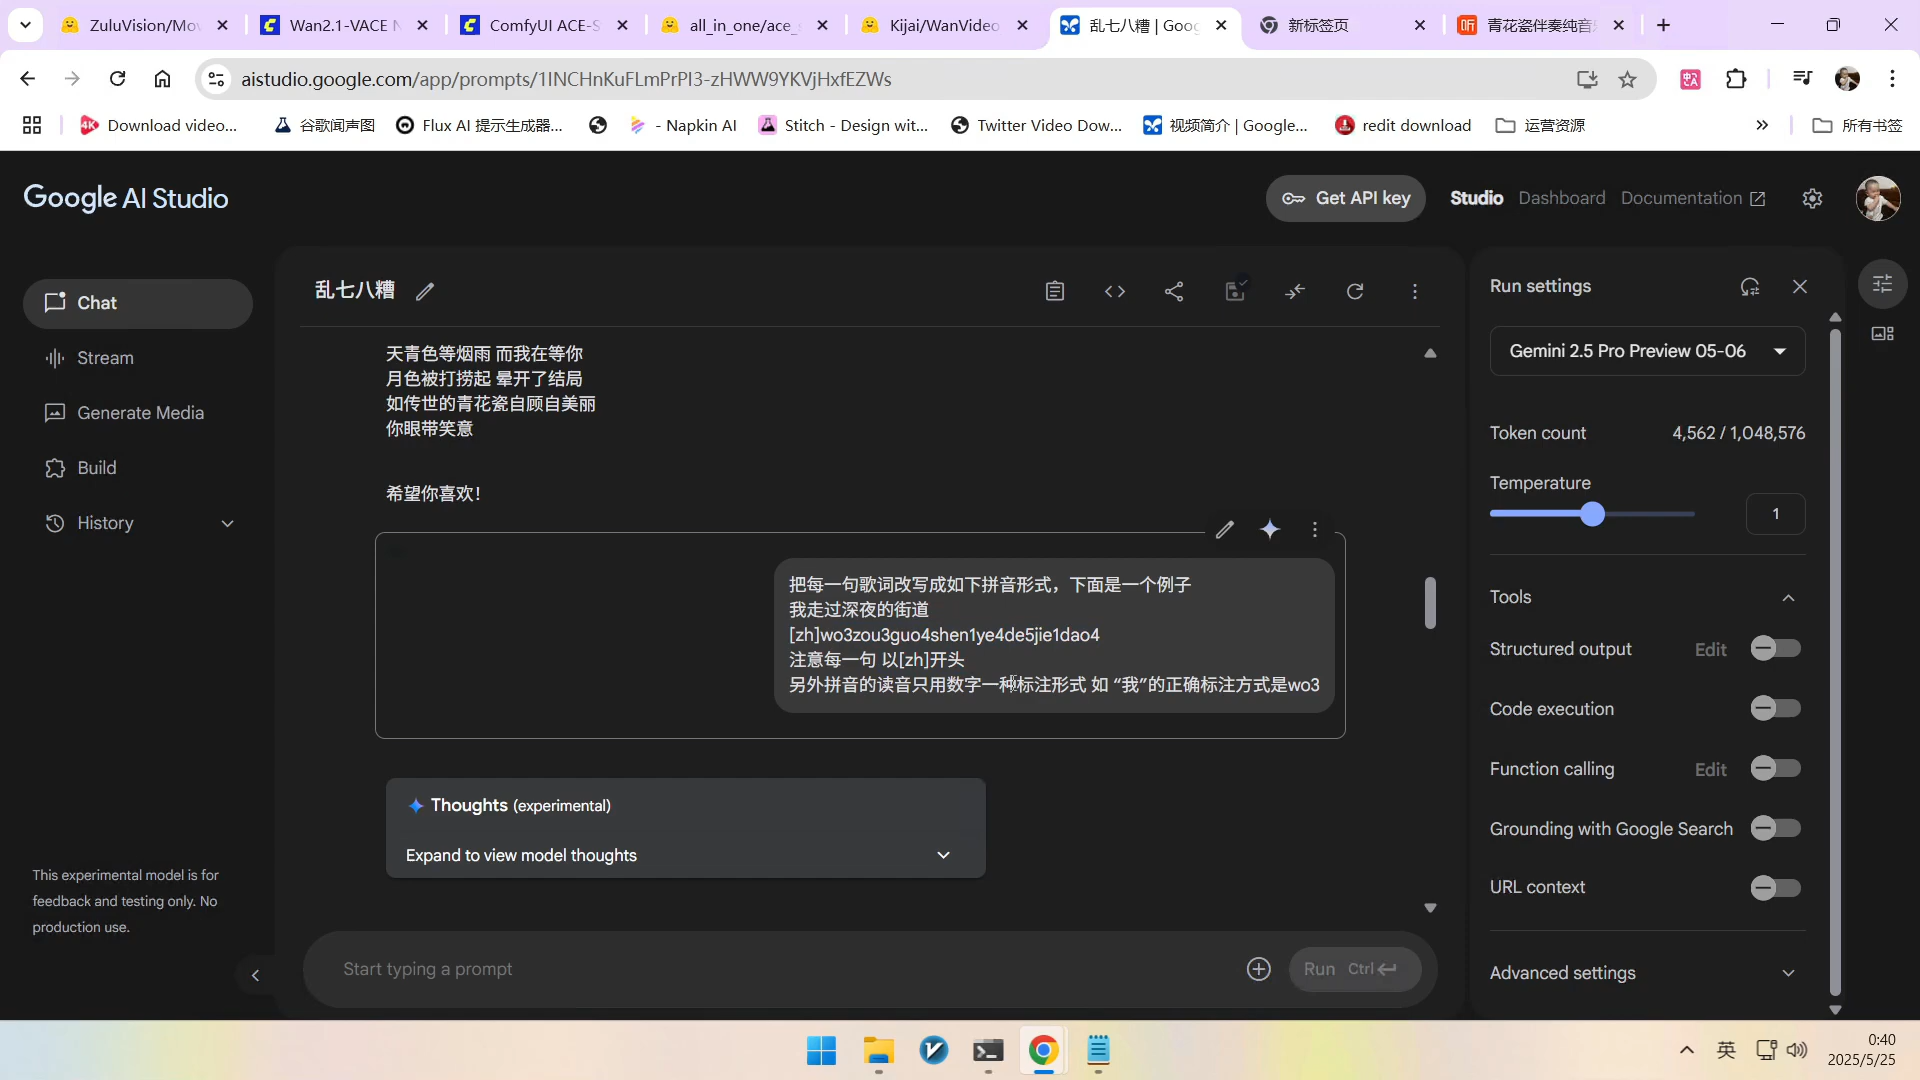 ZuluVision/Mov
Wan2.1-VACE N
ComfyUI ACE-S
all_in_one/ace_s
Kijai/WanVideo
乱七八糟 | Goog
新标签页
青花瓷伴奏纯音乐
aistudio.google.com/app/prompts/1INCHnKuFLmPrPI3-zHWW9YKVjHxfEZWs
Download video...
谷歌闻声图
Flux AI 提示生成器...
- Napkin AI
Stitch - Design wit...
Twitter Video Dow...
视频简介 | Google...
redit download
运营资源
所有书签
Google AI Studio
Get API key
Studio
Dashboard
Documentation
Chat
Stream
Generate Media
Build
History
This experimental model is for
feedback and testing only. No
production use.
乱七八糟
天青色等烟雨 而我在等你
月色被打捞起 晕开了结局
如传世的青花瓷自顾自美丽
你眼带笑意
希望你喜欢！
把每一句歌词改写成如下拼音形式，下面是一个例子
我走过深夜的街道
[zh]wo3zou3guo4shen1ye4de5jie1dao4
注意每一句 以[zh]开头
另外拼音的读音只用数字一种标注形式 如 “我”的正确标注方式是wo3
Thoughts (experimental)
Expand to view model thoughts
Start typing a prompt
Run Ctrl
Run settings
Gemini 2.5 Pro Preview 05-06
Token count
4,562 / 1,048,576
Temperature
1
Tools
Structured output
Edit
Code execution
Function calling
Edit
Grounding with Google Search
URL context
Advanced settings
英
0:40
2025/5/25